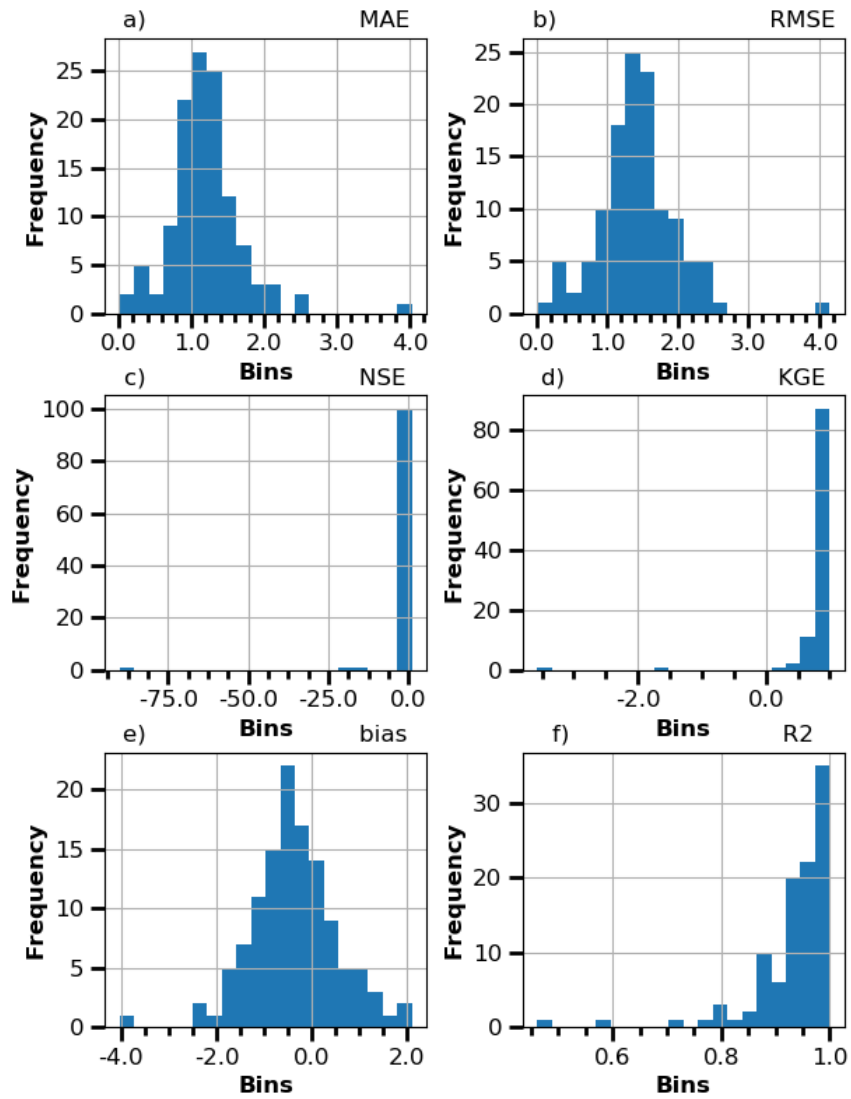 a) MAE
25
20
15
10
5
0
Frequency
0.0 1.0 2.0 3.0 4.0
Bins
b) RMSE
25
20
15
10
5
0
Frequency
0.0 1.0 2.0 3.0 4.0
Bins
c) NSE
100
80
60
40
20
0
Frequency
-75.0 -50.0 -25.0 0.0
Bins
d) KGE
80
60
40
20
0
Frequency
-2.0 0.0
Bins
e) bias
20
15
10
5
0
Frequency
-4.0 -2.0 0.0 2.0
Bins
f) R2
30
20
10
0
Frequency
0.6 0.8 1.0
Bins